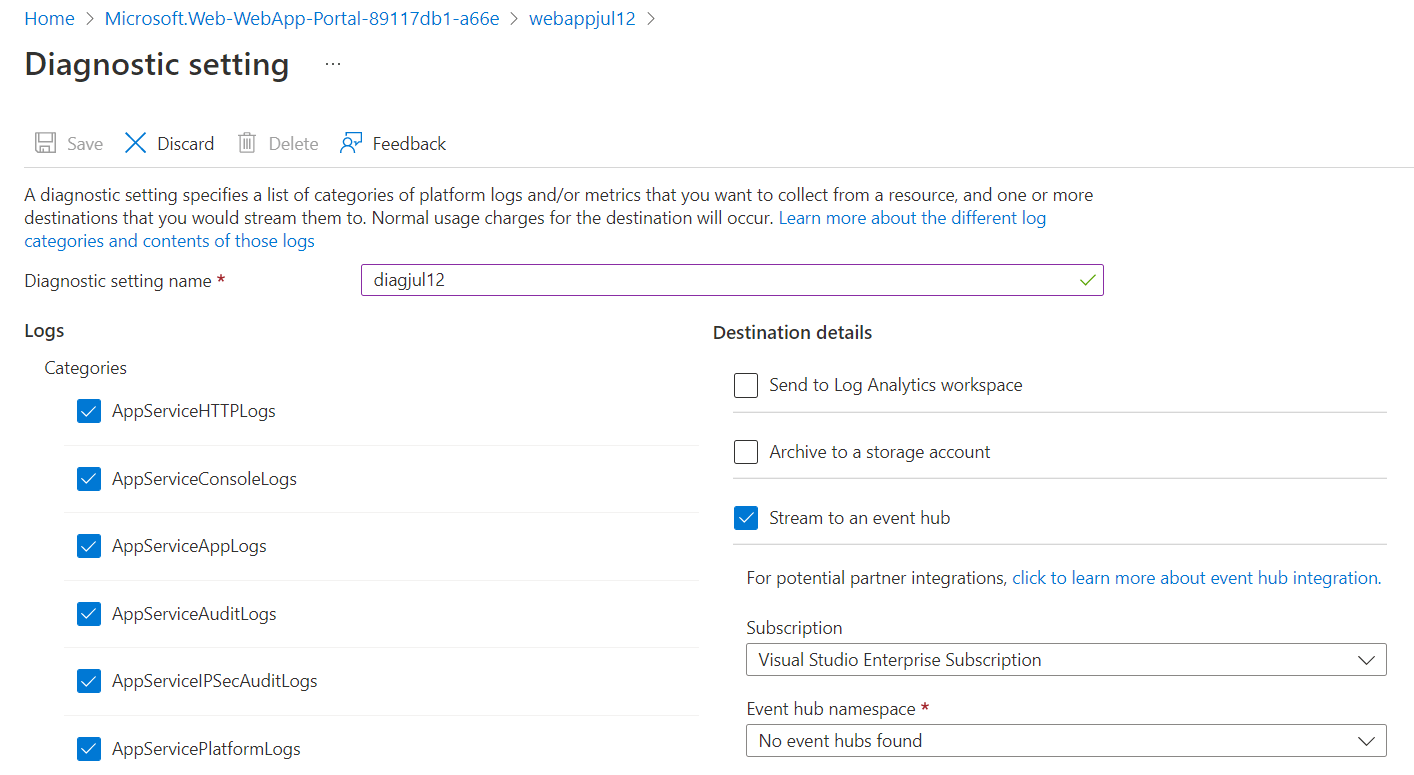 Home > Microsoft.Web-WebApp-Portal-89117db1-a66e > webappjul12 >
Diagnostic setting ...
Save Discard Delete Feedback
A diagnostic setting specifies a list of categories of platform logs and/or metrics that you want to collect from a resource, and one or more
destinations that you would stream them to. Normal usage charges for the destination will occur. Learn more about the different log
categories and contents of those logs
Diagnostic setting name *
diagjul12
Logs
Categories
AppServiceHTTPLogs
AppServiceConsoleLogs
AppServiceAppLogs
AppServiceAuditLogs
AppServiceIPSecAuditLogs
AppServicePlatformLogs
Destination details
Send to Log Analytics workspace
Archive to a storage account
Stream to an event hub
For potential partner integrations, click to learn more about event hub integration.
Subscription
Visual Studio Enterprise Subscription
Event hub namespace *
No event hubs found